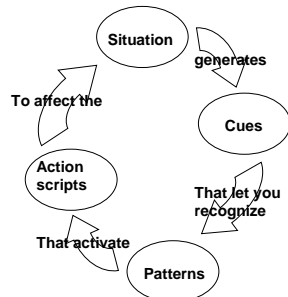 Situation
generates
Cues
That let you
recognize
Patterns
That activate
Action
scripts
To affect the